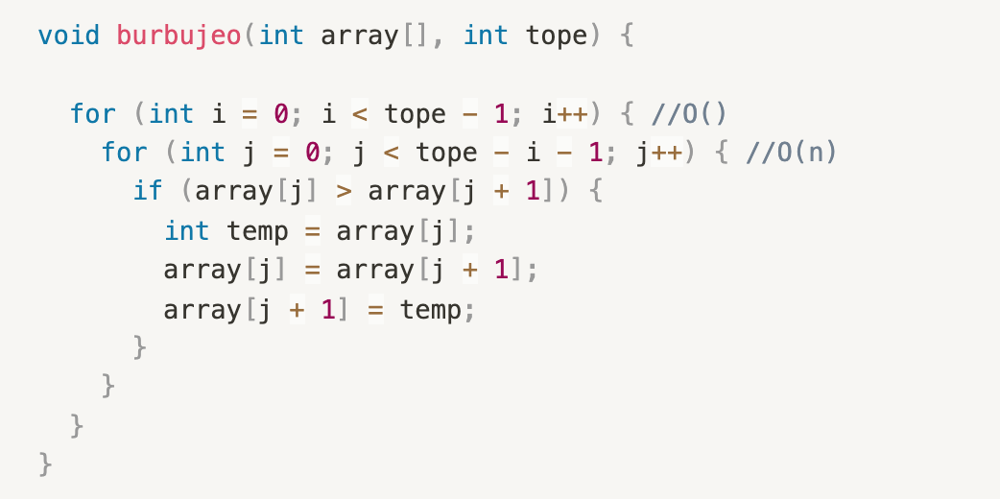 void burbujeo(int array[], int tope) {
for (int i = 0; i < tope - 1; i++) { //O()
for (int j = 0; j < tope - i - 1; j++) { //O(n)
if (array[j] > array[j + 1]) {
int temp = array[j];
array[j] = array[j + 1];
array[j + 1] = temp;
}
}
}
}